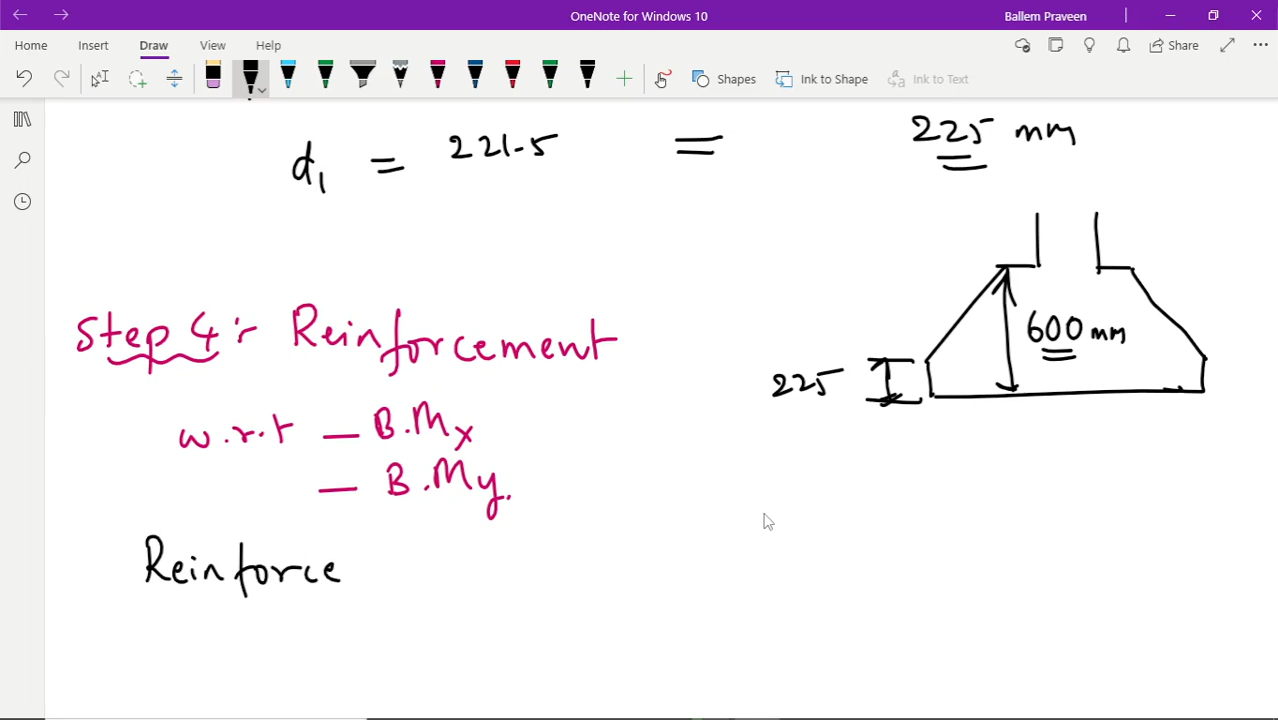 OneNote for Windows 10
Ballem Praveen
Home Insert Draw View Help
Share
Shapes
Ink to Shape
Ink to Text
d1 = 221.5 = 225 mm
600 mm
225
Step 4:- Reinforcement
w.r.t – B.Mx
– B.My.
Reinforce